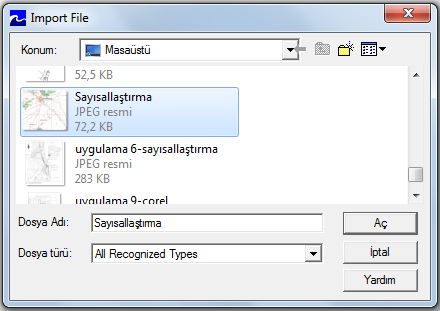 Import File
Konum: Masaüstü
52,5 KB
Sayısallaştırma
JPEG resmi
72,2 KB
uygulama 6-sayısallaştırma
JPEG resmi
283 KB
uygulama 9-corel
Dosya Adı: Sayısallaştırma Aç
Dosya türü: All Recognized Types İptal
Yardım